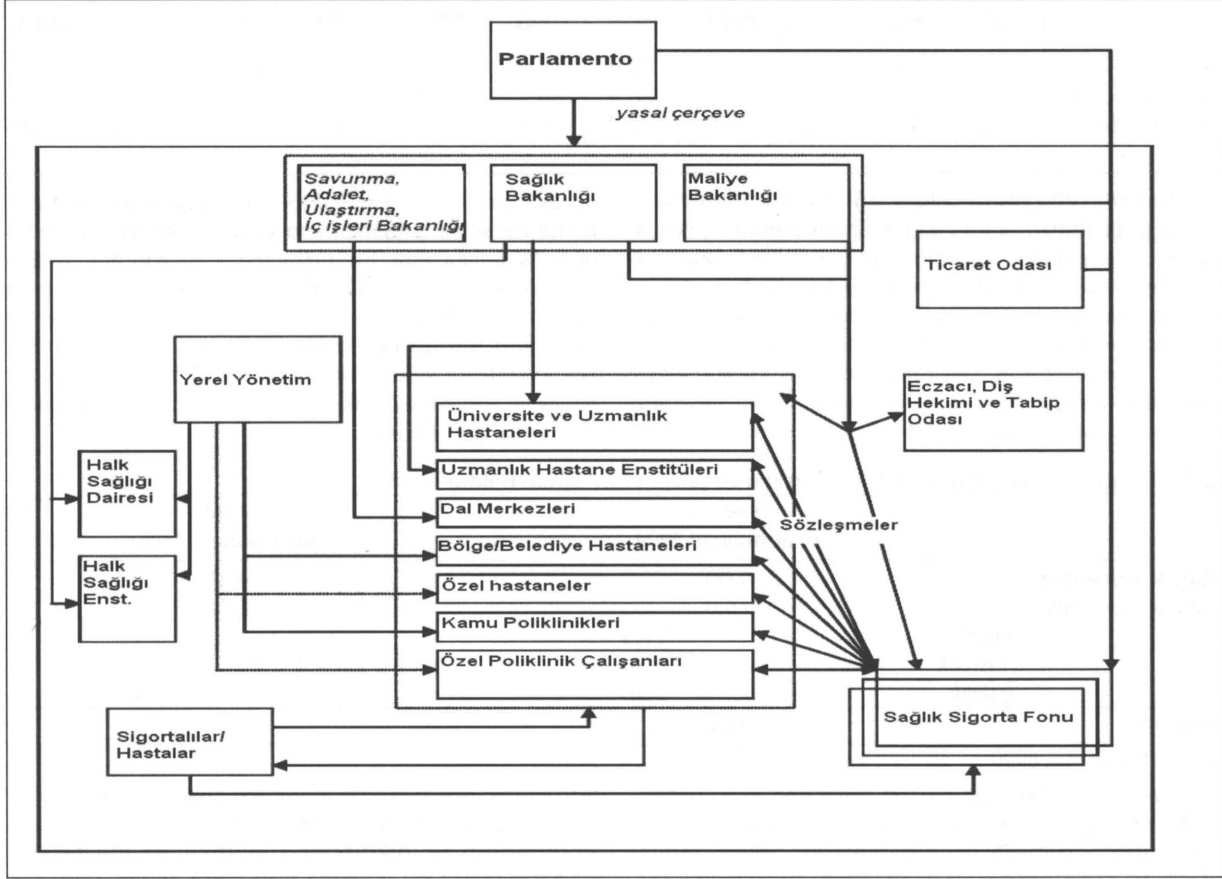 Parlamento
yasal çerçeve
Savunma,
Adalet,
Ulaştırma,
İç işleri Bakanlığı
Sağlık
Bakanlığı
Maliye
Bakanlığı
Ticaret Odası
Yerel Yönetim
Eczacı, Diş
Hekimi ve Tabip
Odası
Üniversite ve Uzmanlık
Hastaneleri
Uzmanlık Hastane Enstitüleri
Dal Merkezleri
Bölge/Belediye Hastaneleri
Özel hastaneler
Kamu Poliklinikleri
Özel Poliklinik Çalışanları
Sözleşmeler
Halk
Sağlığı
Dairesi
Halk
Sağlığı
Enst.
Sigortalılar/
Hastalar
Sağlık Sigorta Fonu